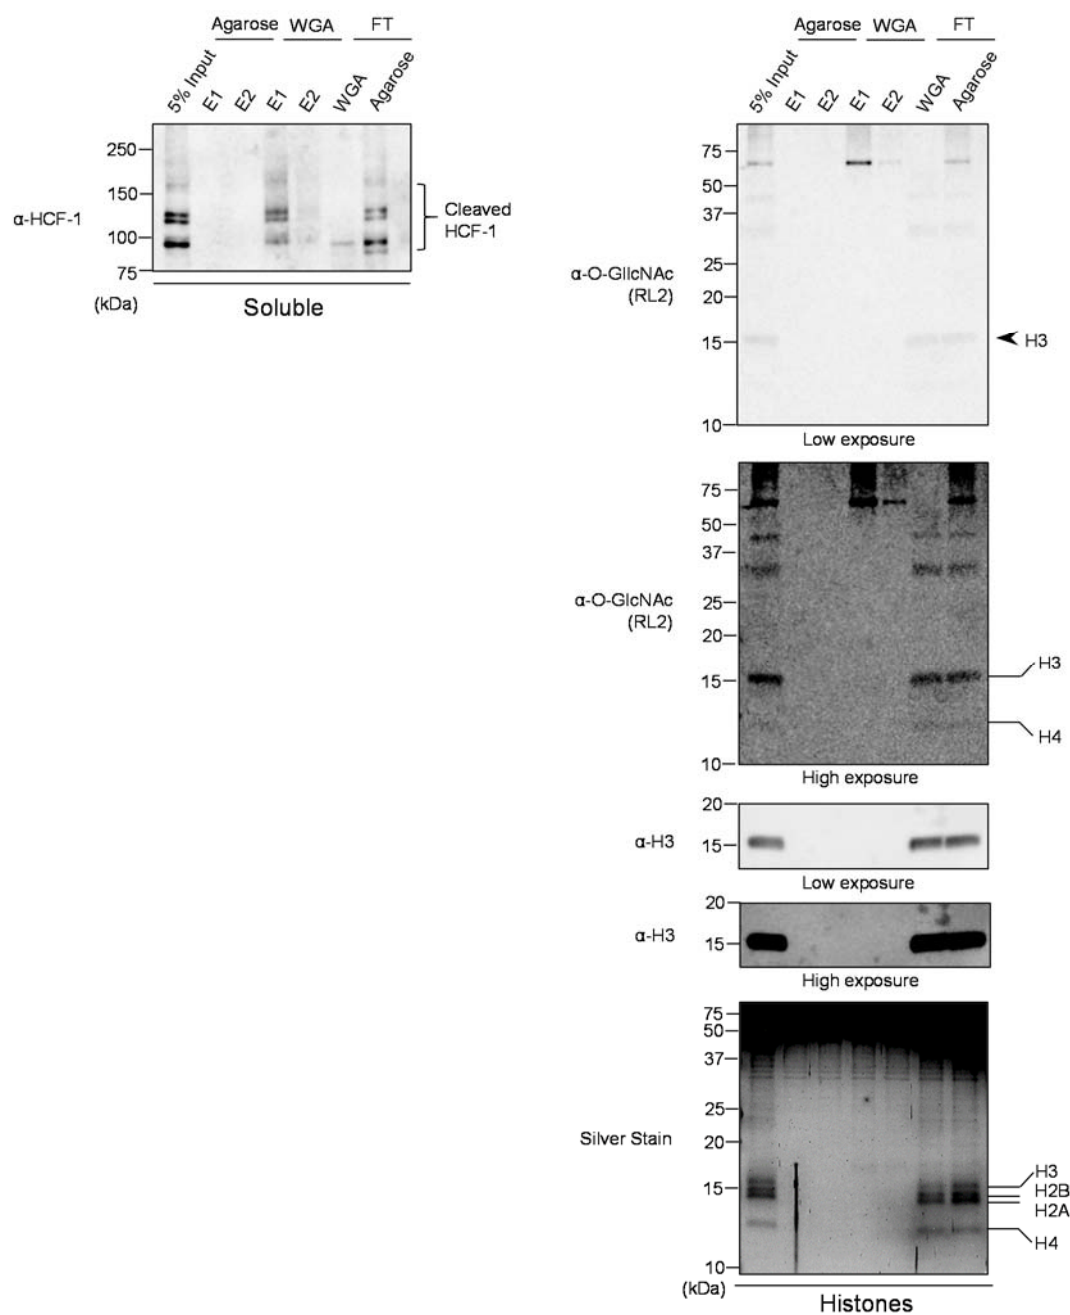 Agarose WGA FT
5% Input E1 E2 E1 E2 WGA Agarose
250
150
100
75
(kDa)
α-HCF-1
Cleaved
HCF-1
Soluble
Agarose WGA FT
5% Input E1 E2 E1 E2 WGA Agarose
75
50
37
25
20
15
10
α-O-GllcNAc
(RL2)
H3
Low exposure
75
50
37
25
20
15
10
α-O-GlcNAc
(RL2)
H3
H4
High exposure
20
α-H3 15
Low exposure
20
α-H3 15
High exposure
75
50
37
25
20
15
10
(kDa)
Silver Stain
H3
H2B
H2A
H4
Histones